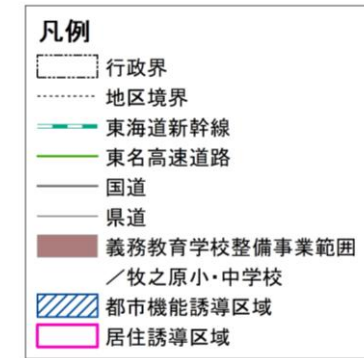 凡例
行政界
地区境界
東海道新幹線
東名高速道路
国道
県道
義務教育学校整備事業範囲
／牧之原小・中学校
都市機能誘導区域
居住誘導区域